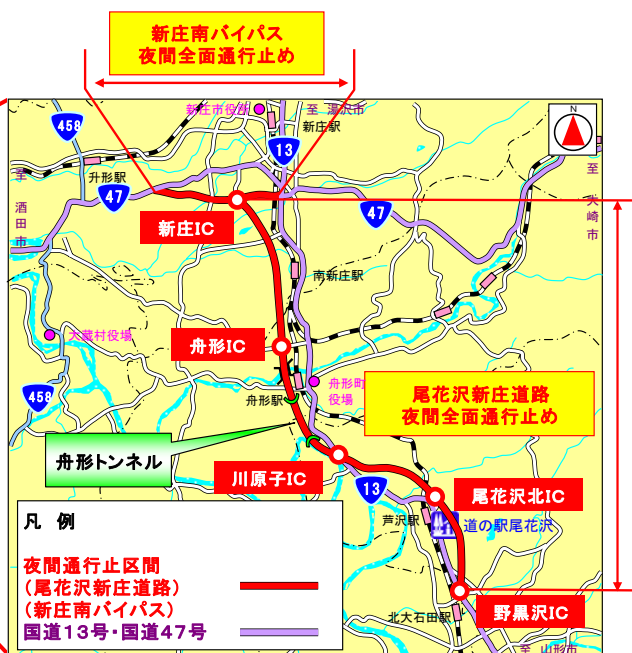 新庄南バイパス
夜間全面通行止め
新庄市役所
至 湯沢市
新庄駅
N
458
13
升形駅
至 酒田市
47
新庄IC
47
至 大崎市
南新庄駅
大蔵村役場
舟形IC
舟形町
役場
458
舟形駅
尾花沢新庄道路
夜間全面通行止め
舟形トンネル
川原子IC
13
尾花沢北IC
芦沢駅
道の駅尾花沢
凡 例
夜間通行止区間
(尾花沢新庄道路)
(新庄南バイパス)
国道13号・国道47号
北大石田駅
野黒沢IC
至 山形市